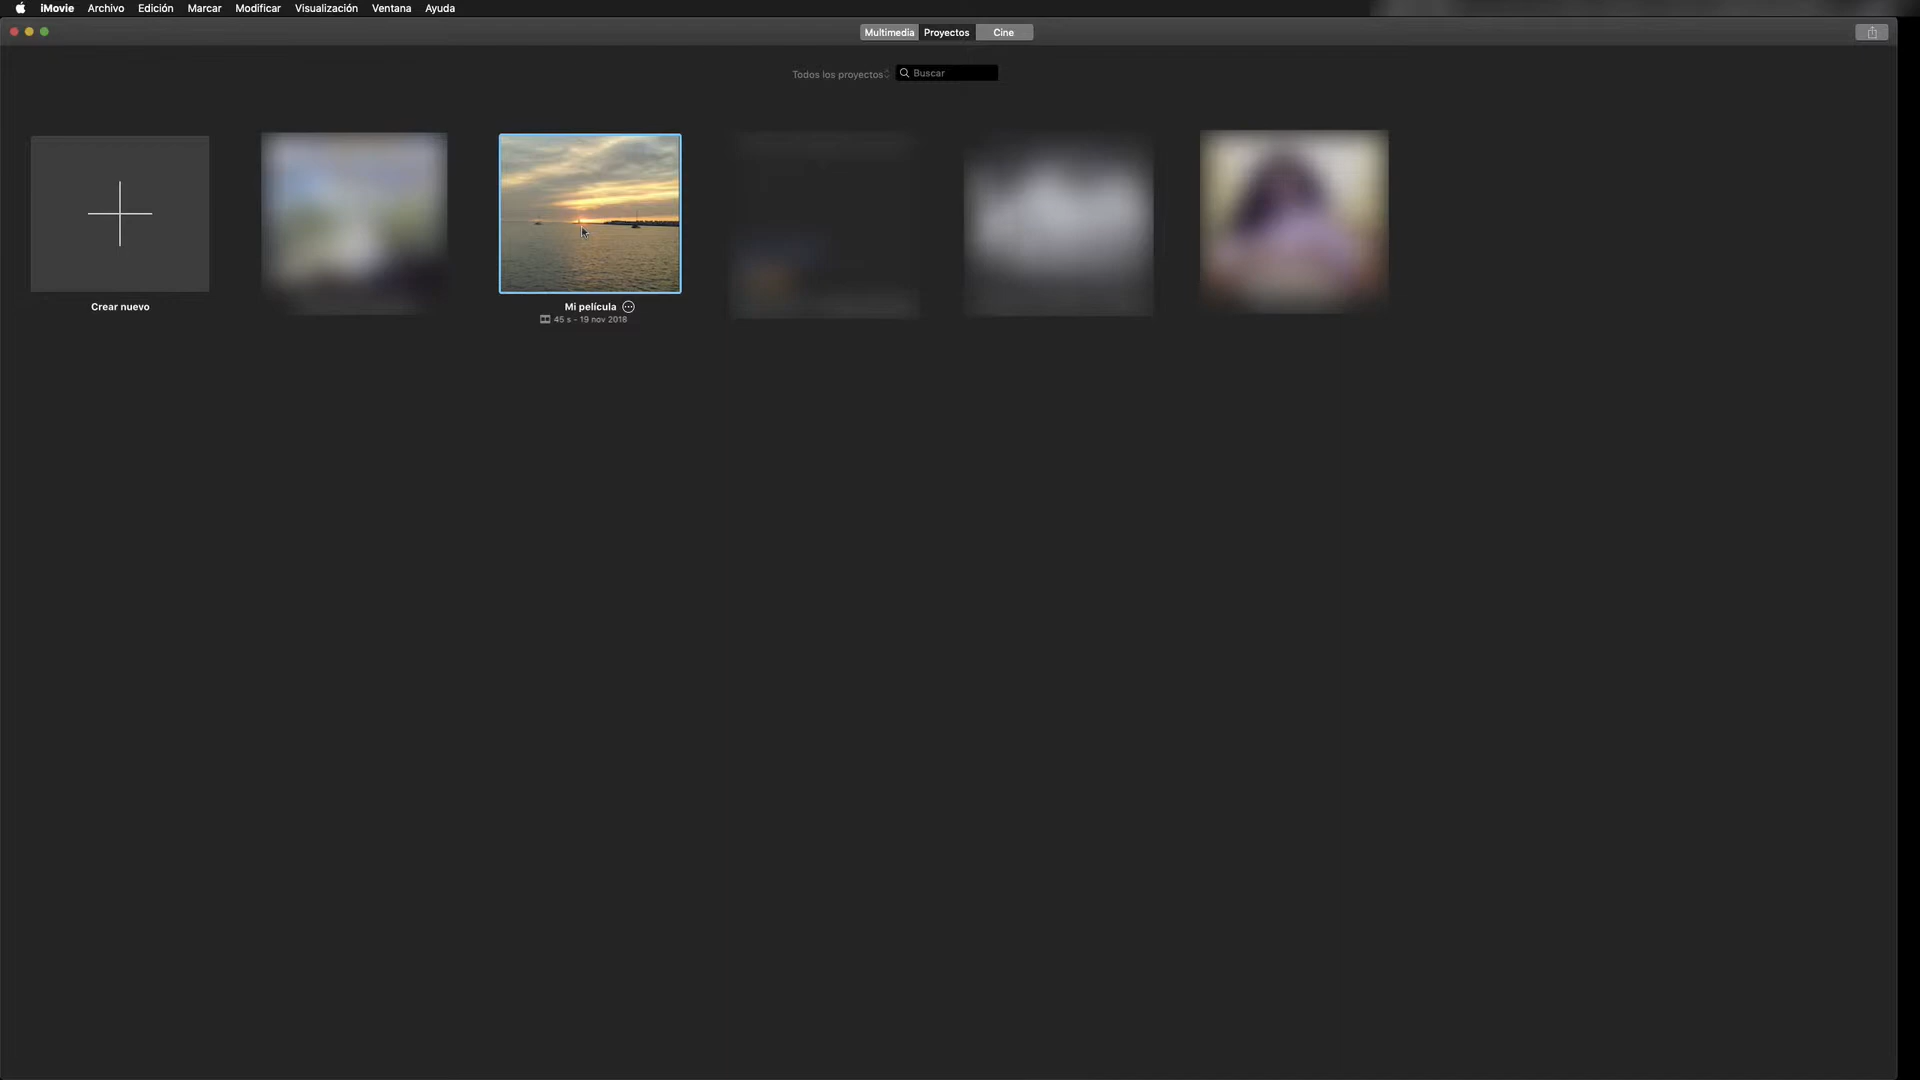 iMovie Archivo Edición Marcar Modificar Visualización Ventana Ayuda
Multimedia Proyectos Cine
Todos los proyectos Buscar
Crear nuevo
Mi película
45 s - 19 nov 2018